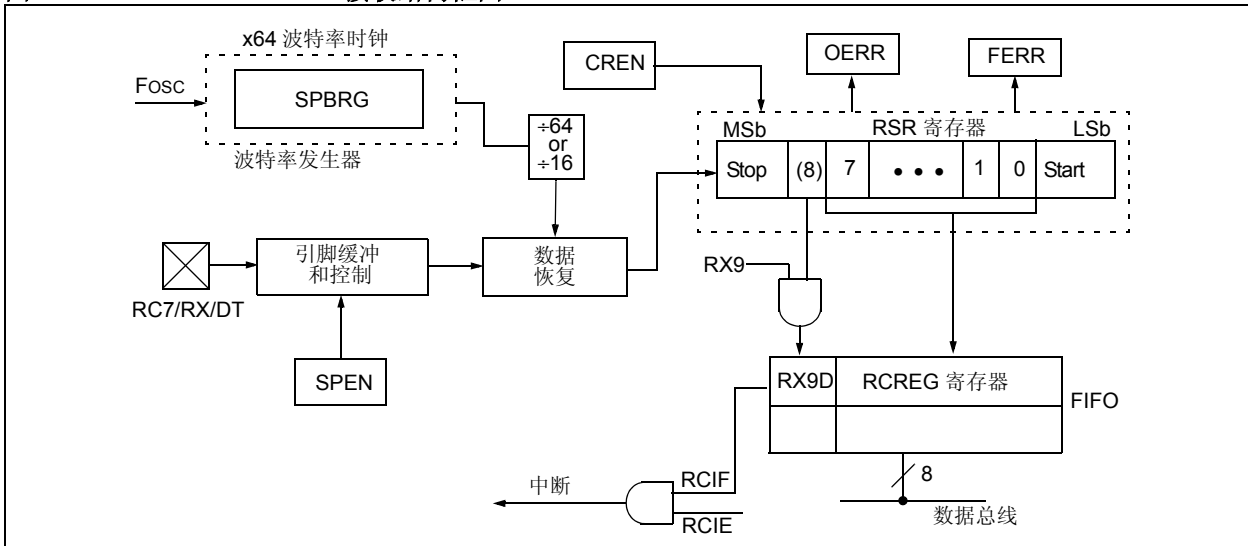 x64 波特率时钟
FOSC
SPBRG
波特率发生器
÷64
or
÷16
CREN
OERR
FERR
MSb
RSR 寄存器
LSb
Stop
(8)
7
• • •
1
0
Start
引脚缓冲
和控制
数据
恢复
RC7/RX/DT
SPEN
RX9
RX9D
RCREG 寄存器
FIFO
8
数据总线
中断
RCIF
RCIE